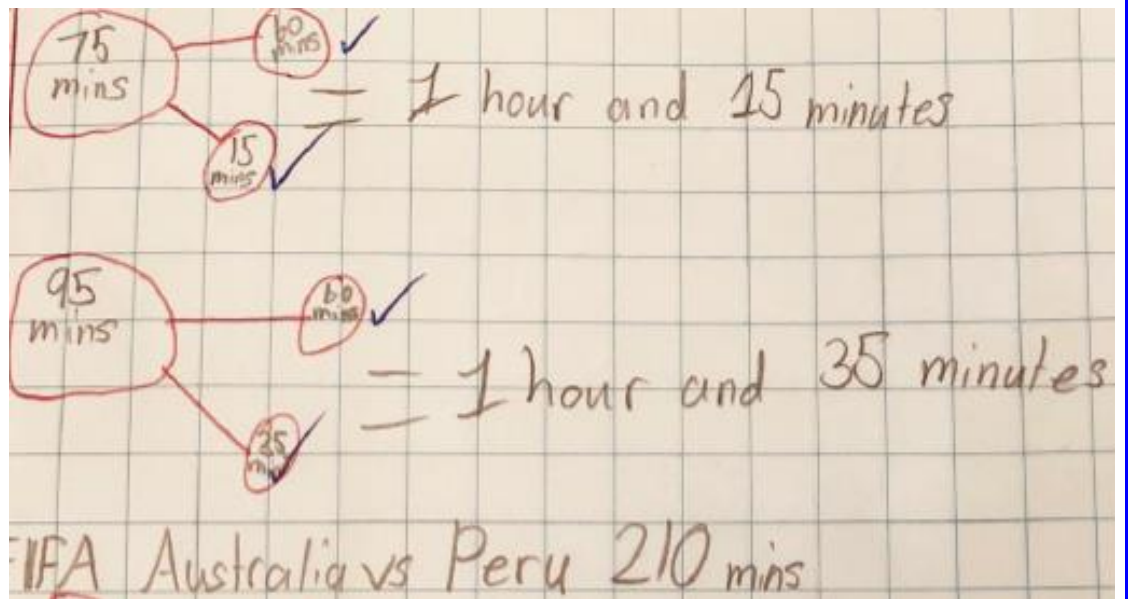 75 mins
60 mins
= 1 hour and 15 minutes
15 mins
95 mins
60 mins
= 1 hour and 35 minutes
FIFA Australia vs Peru 210 mins